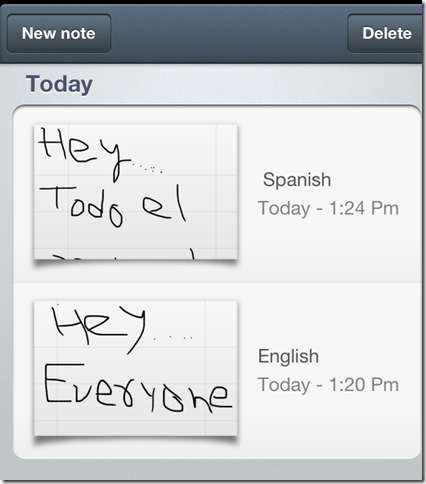 New note Delete
Today
Hey....
Todo el
Spanish
Today - 1:24 Pm
Hey....
Everyone
English
Today - 1:20 Pm